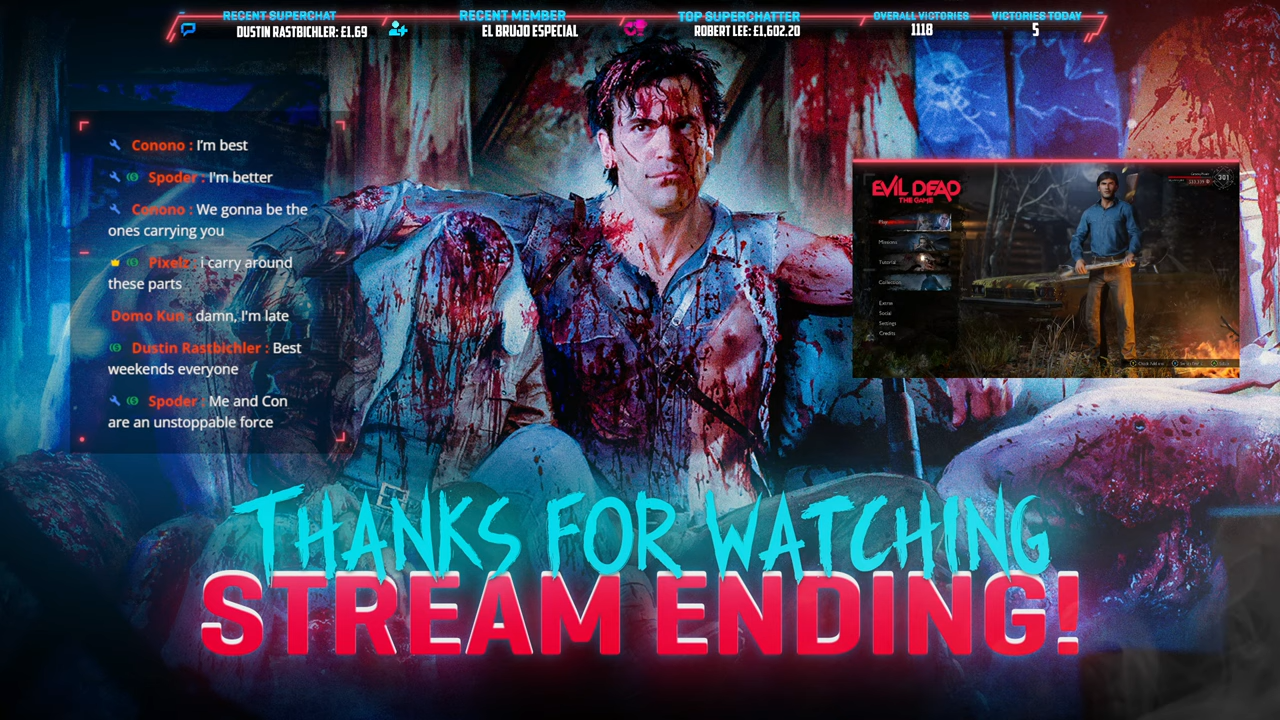 RECENT SUPERCHAT
DUSTIN RASTBICHLER: £1.69
RECENT MEMBER
EL BRUJO ESPECIAL
TOP SUPERCHATTER
ROBERT LEE: £1,602.20
OVERALL VICTORIES
1118
VICTORIES TODAY
5
Conono : I'm best
Spoder : I'm better
Conono : We gonna be the
ones carrying you
Pixelz : i carry around
these parts
Domo Kun : damn, I'm late
Dustin Rastbichler : Best
weekends everyone
Spoder : Me and Con
are an unstoppable force
EVIL DEAD
THE GAME
Play
Missions
Tutorial
Collection
Extras
Social
Settings
Credits
301
THANKS FOR WATCHING
STREAM ENDING!